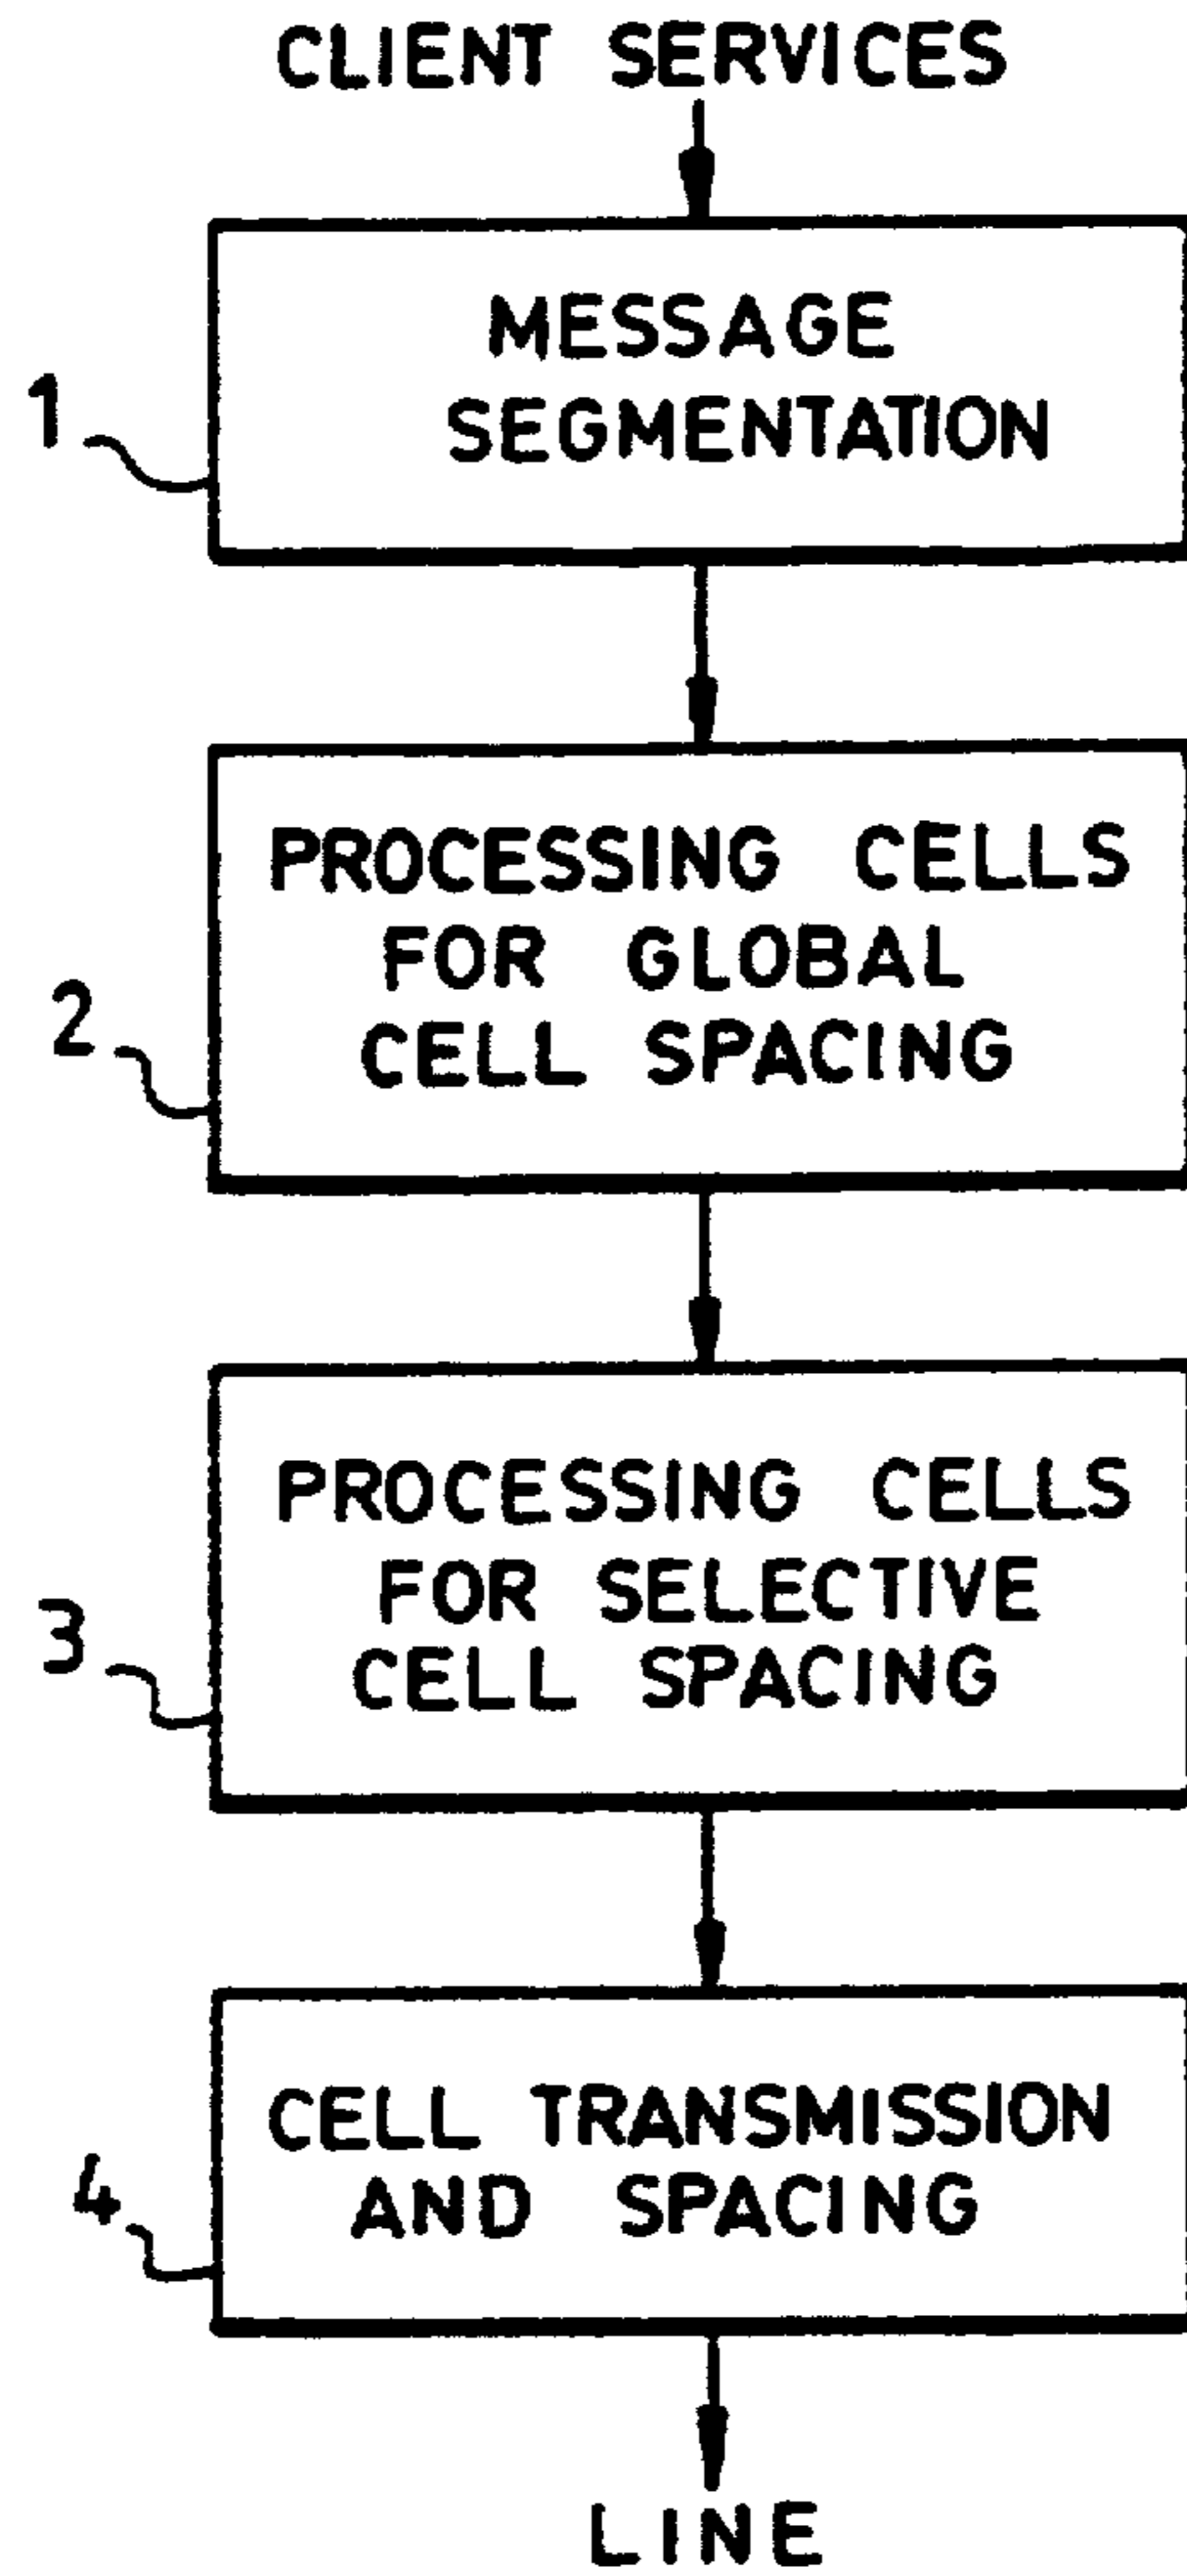 CLIENT SERVICES
MESSAGE
SEGMENTATION
1
PROCESSING CELLS
FOR GLOBAL
CELL SPACING
2
PROCESSING CELLS
FOR SELECTIVE
CELL SPACING
3
CELL TRANSMISSION
AND SPACING
4
LINE